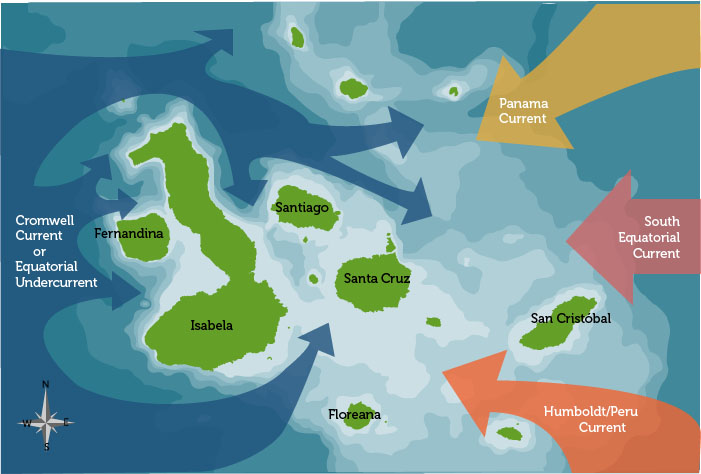 Panama
Current
Santiago
Cromwell
Current
or
Equatorial
Undercurrent
Fernandina
South
Equatorial
Current
Santa Cruz
Isabela
San Cristóbal
Floreana
Humboldt/Peru
Current
N
W E
S